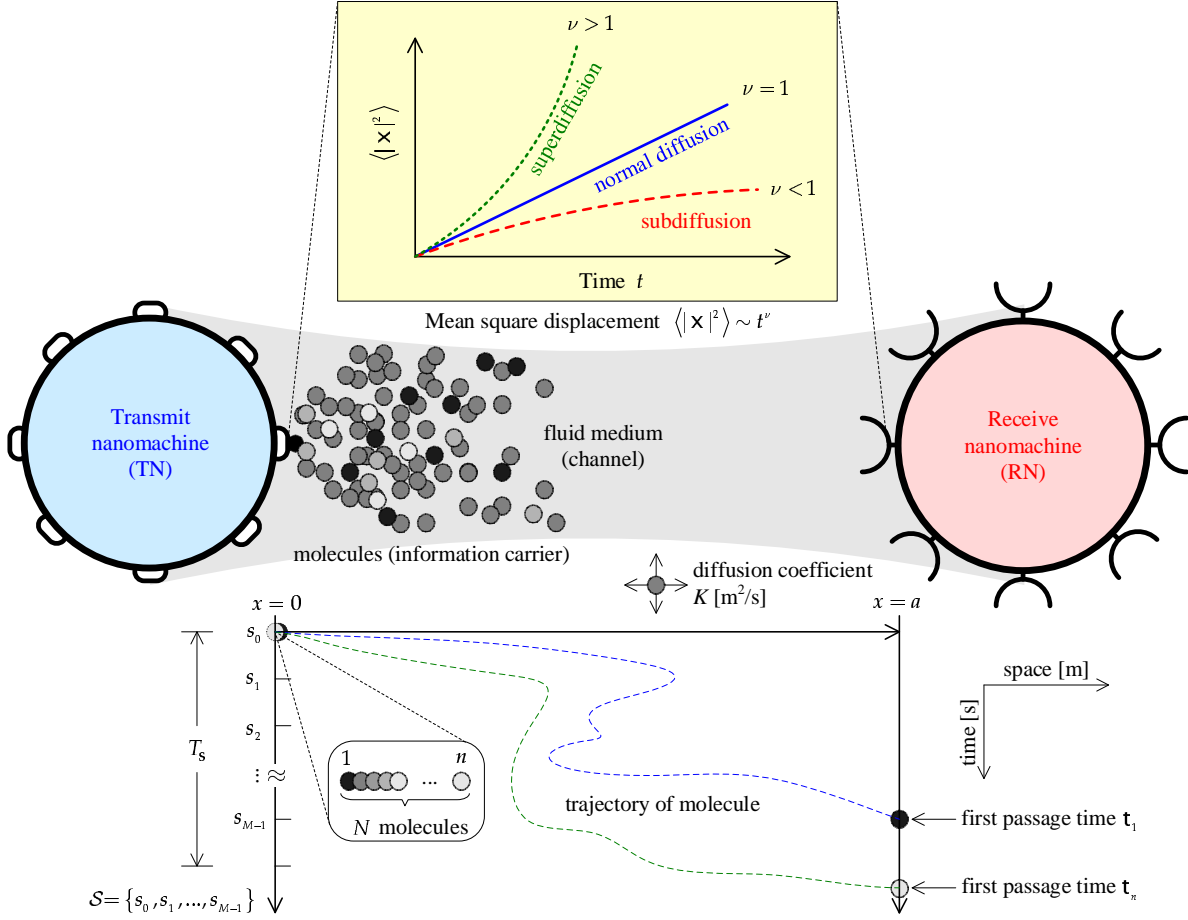 ν > 1
ν = 1
⟨|x|²⟩
superdiffusion
normal diffusion
ν < 1
subdiffusion
Time t
Mean square displacement ⟨|x|²⟩ ∼ t^ν
Transmit
nanomachine
(TN)
fluid medium
(channel)
Receive
nanomachine
(RN)
molecules (information carrier)
diffusion coefficient
K [m²/s]
x = 0
x = a
s₀
s₁
s₂
⋮ ≈
s_{M−1}
T_s
space [m]
time [s]
1 n
...
N molecules
trajectory of molecule
first passage time t₁
first passage time t_n
𝒮 = {s₀, s₁, ..., s_{M−1}}